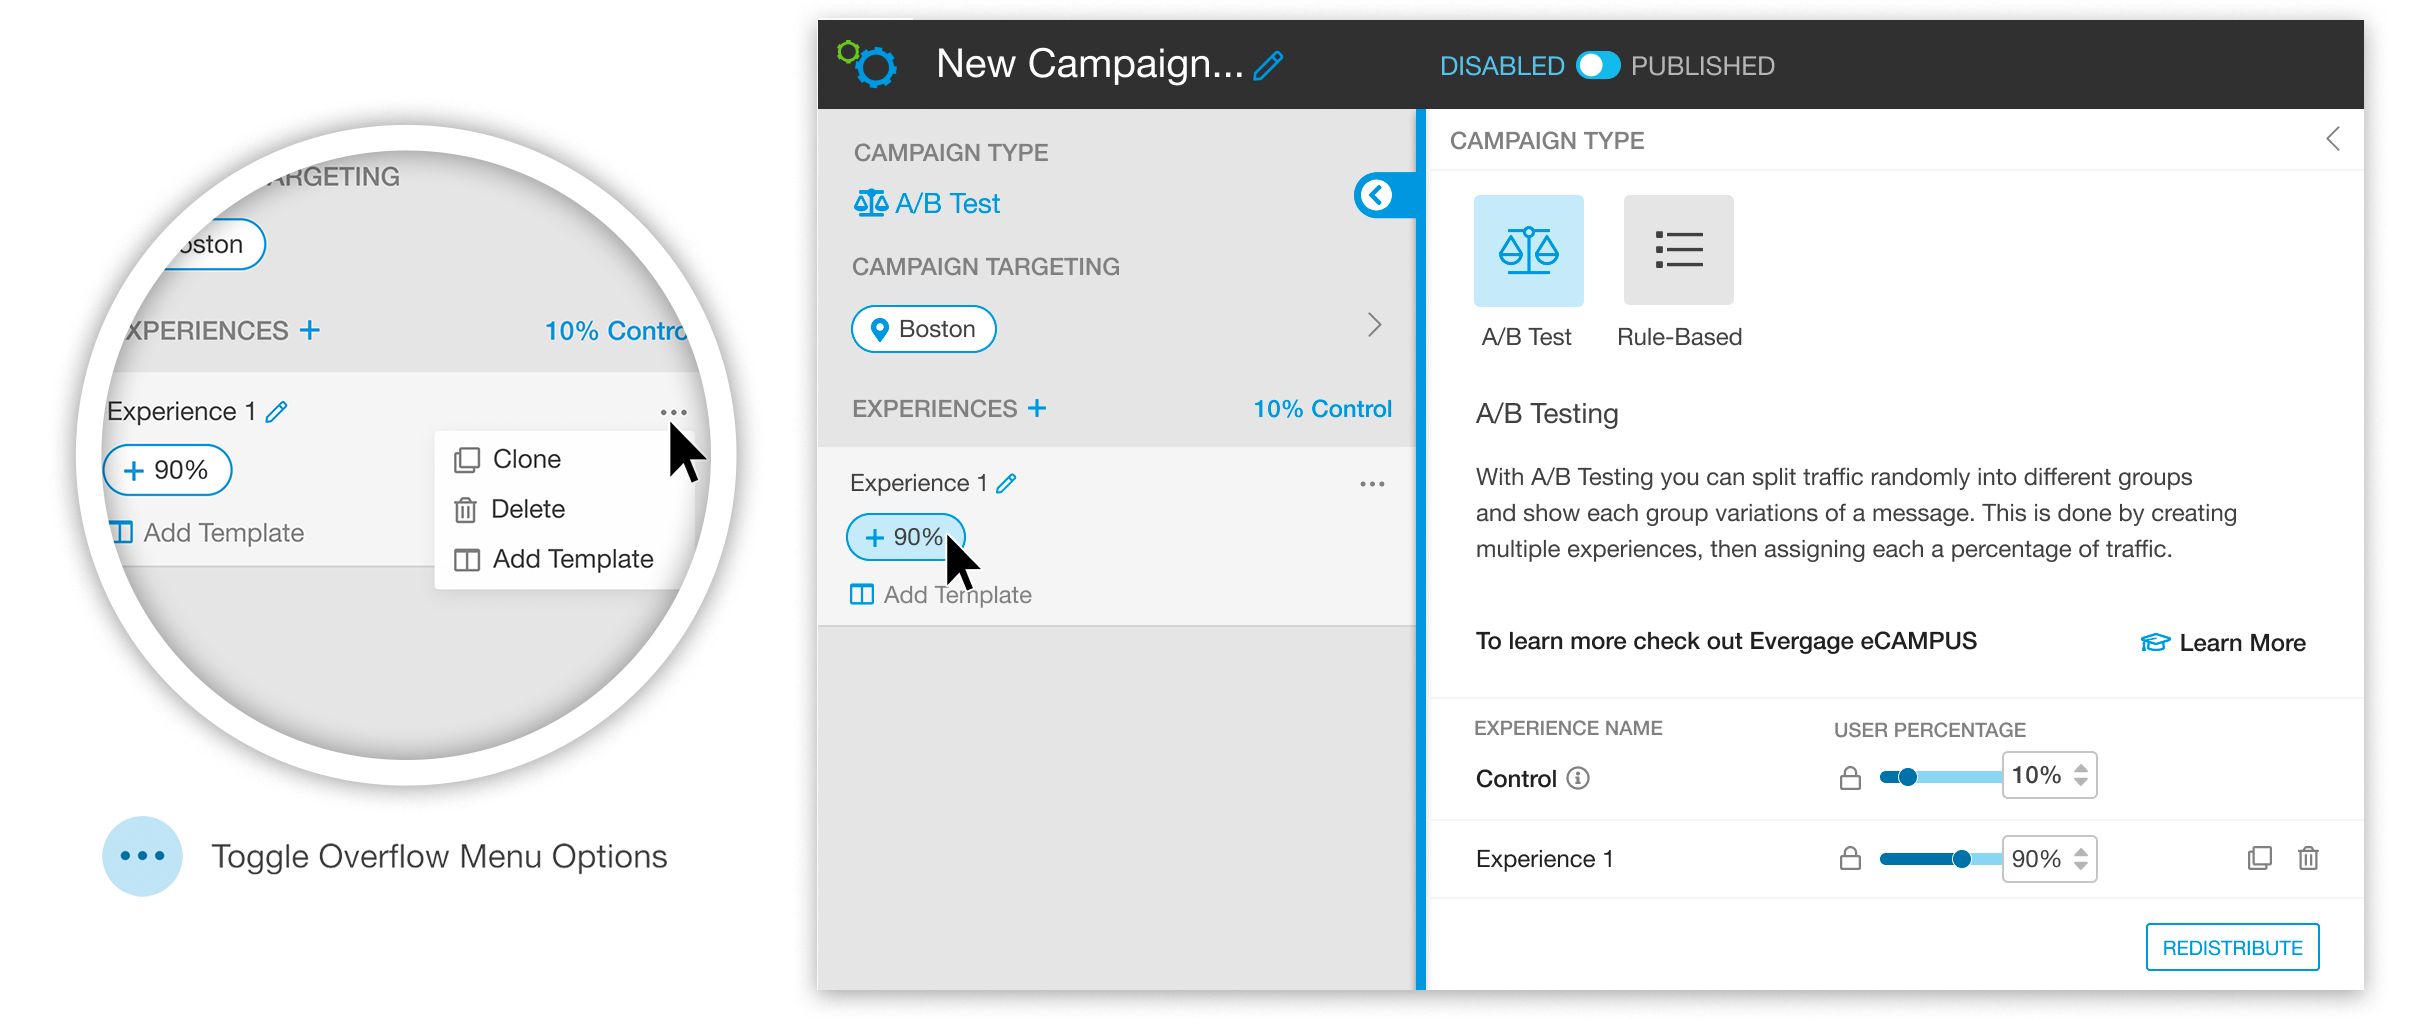 ARGETING
oston
XPERIENCES +
10% Contro
Experience 1
+ 90%
Add Template
Clone
Delete
Add Template
Toggle Overflow Menu Options
New Campaign...
DISABLED
PUBLISHED
CAMPAIGN TYPE
A/B Test
CAMPAIGN TARGETING
Boston
EXPERIENCES +
10% Control
Experience 1
+ 90%
Add Template
CAMPAIGN TYPE
A/B Test
Rule-Based
A/B Testing
With A/B Testing you can split traffic randomly into different groups
and show each group variations of a message. This is done by creating
multiple experiences, then assigning each a percentage of traffic.
To learn more check out Evergage eCAMPUS
Learn More
EXPERIENCE NAME
USER PERCENTAGE
Control
10%
Experience 1
90%
REDISTRIBUTE